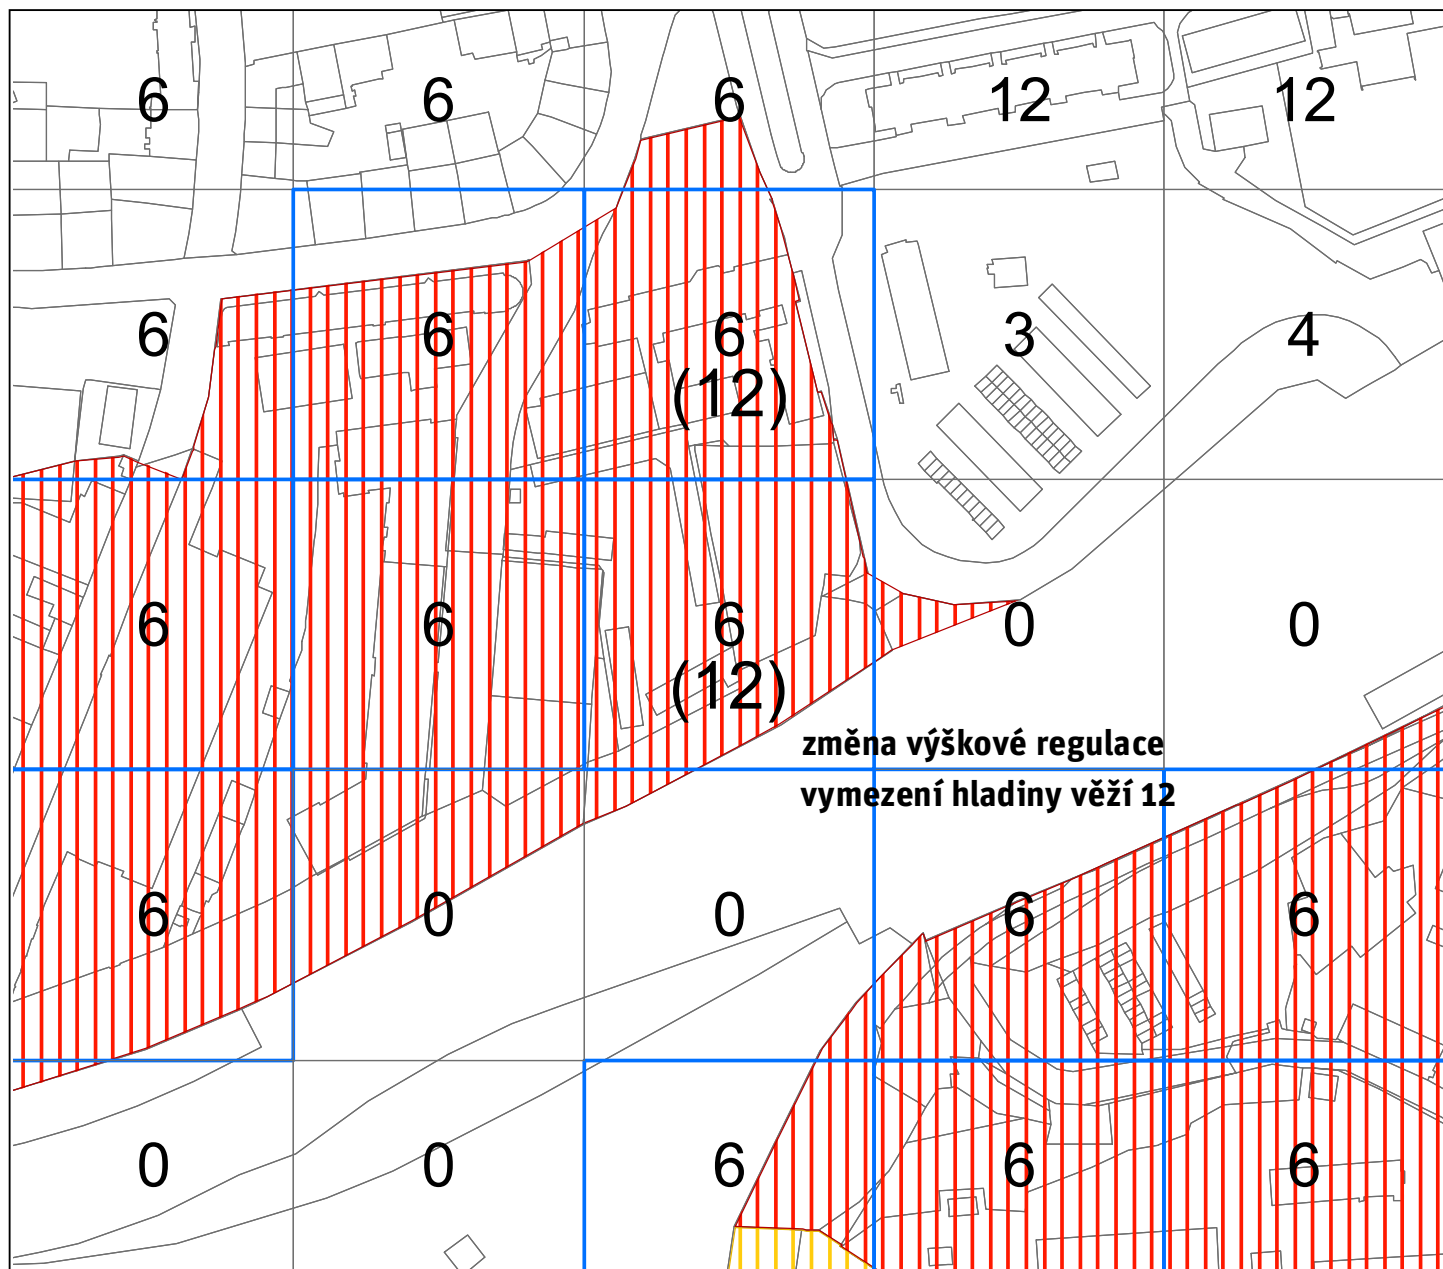 6 6 6 12 12
6 6 6 3 4
(12)
6 6 6 0 0
(12)
změna výškové regulace
vymezení hladiny věží 12
6 0 0 6 6
0 0 6 6 6